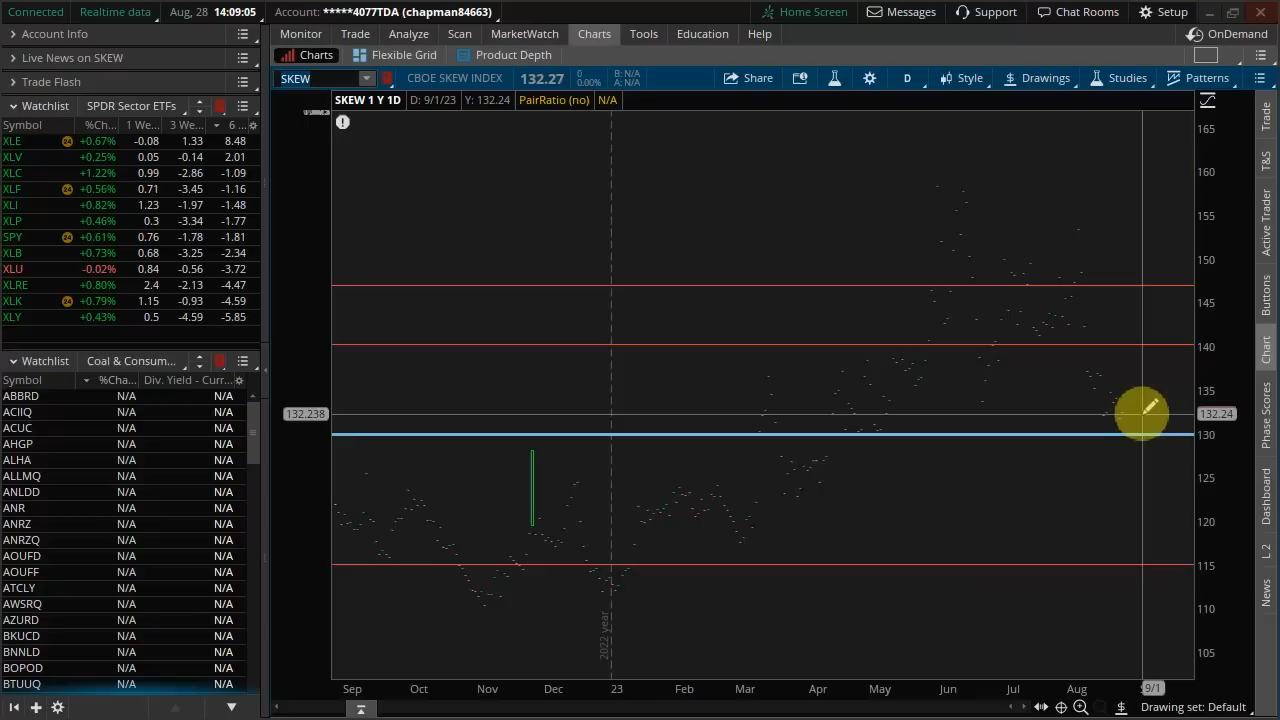 Connected Realtime data Aug, 28 14:09:05 Account: *****4077TDA (chapman84663) Home Screen Messages Support Chat Rooms Setup
Account Info
Monitor Trade Analyze Scan MarketWatch Charts Tools Education Help OnDemand
Live News on SKEW
Charts Flexible Grid Product Depth
Trade Flash
SKEW CBOE SKEW INDEX 132.27 0 0.00% B: N/A A: N/A Share D Style Drawings Studies Patterns
Watchlist SPDR Sector ETFs
SKEW 1 Y 1D D: 9/1/23 Y: 132.24 PairRatio (no) N/A
Symbol %Ch... 1 We... 3 We... 6 ...
XLE 24 +0.67% -0.08 1.33 8.48
XLV +0.25% 0.05 -0.14 2.01
XLC +1.22% 0.99 -2.86 -1.09
XLF 24 +0.56% 0.71 -3.45 -1.16
XLI +0.82% 1.23 -1.97 -1.48
XLP +0.46% 0.3 -3.34 -1.77
SPY 24 +0.61% 0.76 -1.78 -1.81
XLB +0.73% 0.68 -3.25 -2.34
XLU -0.02% 0.84 -0.56 -3.72
XLRE +0.80% 2.4 -2.13 -4.47
XLK 24 +0.79% 1.15 -0.93 -4.59
XLY +0.43% 0.5 -4.59 -5.85
Watchlist Coal & Consum...
Symbol %Cha... Div. Yield - Curr...
ABBRD N/A N/A
ACIIQ N/A N/A
ACUC N/A N/A
AHGP N/A N/A
ALHA N/A N/A
ALLMQ N/A N/A
ANLDD N/A N/A
ANR N/A N/A
ANRZ N/A N/A
ANRZQ N/A N/A
AOUFD N/A N/A
AOUFF N/A N/A
ATCLY N/A N/A
AWSRQ N/A N/A
AZURD N/A N/A
BKUCD N/A N/A
BNNLD N/A N/A
BOPOD N/A N/A
BTUUQ N/A N/A
132.238
2022 year
165
160
155
150
145
140
135
132.24
130
125
120
115
110
105
Sep Oct Nov Dec 23 Feb Mar Apr May Jun Jul Aug 9/1
Drawing set: Default
Trade
T&S
Active Trader
Buttons
Chart
Phase Scores
Dashboard
L 2
News